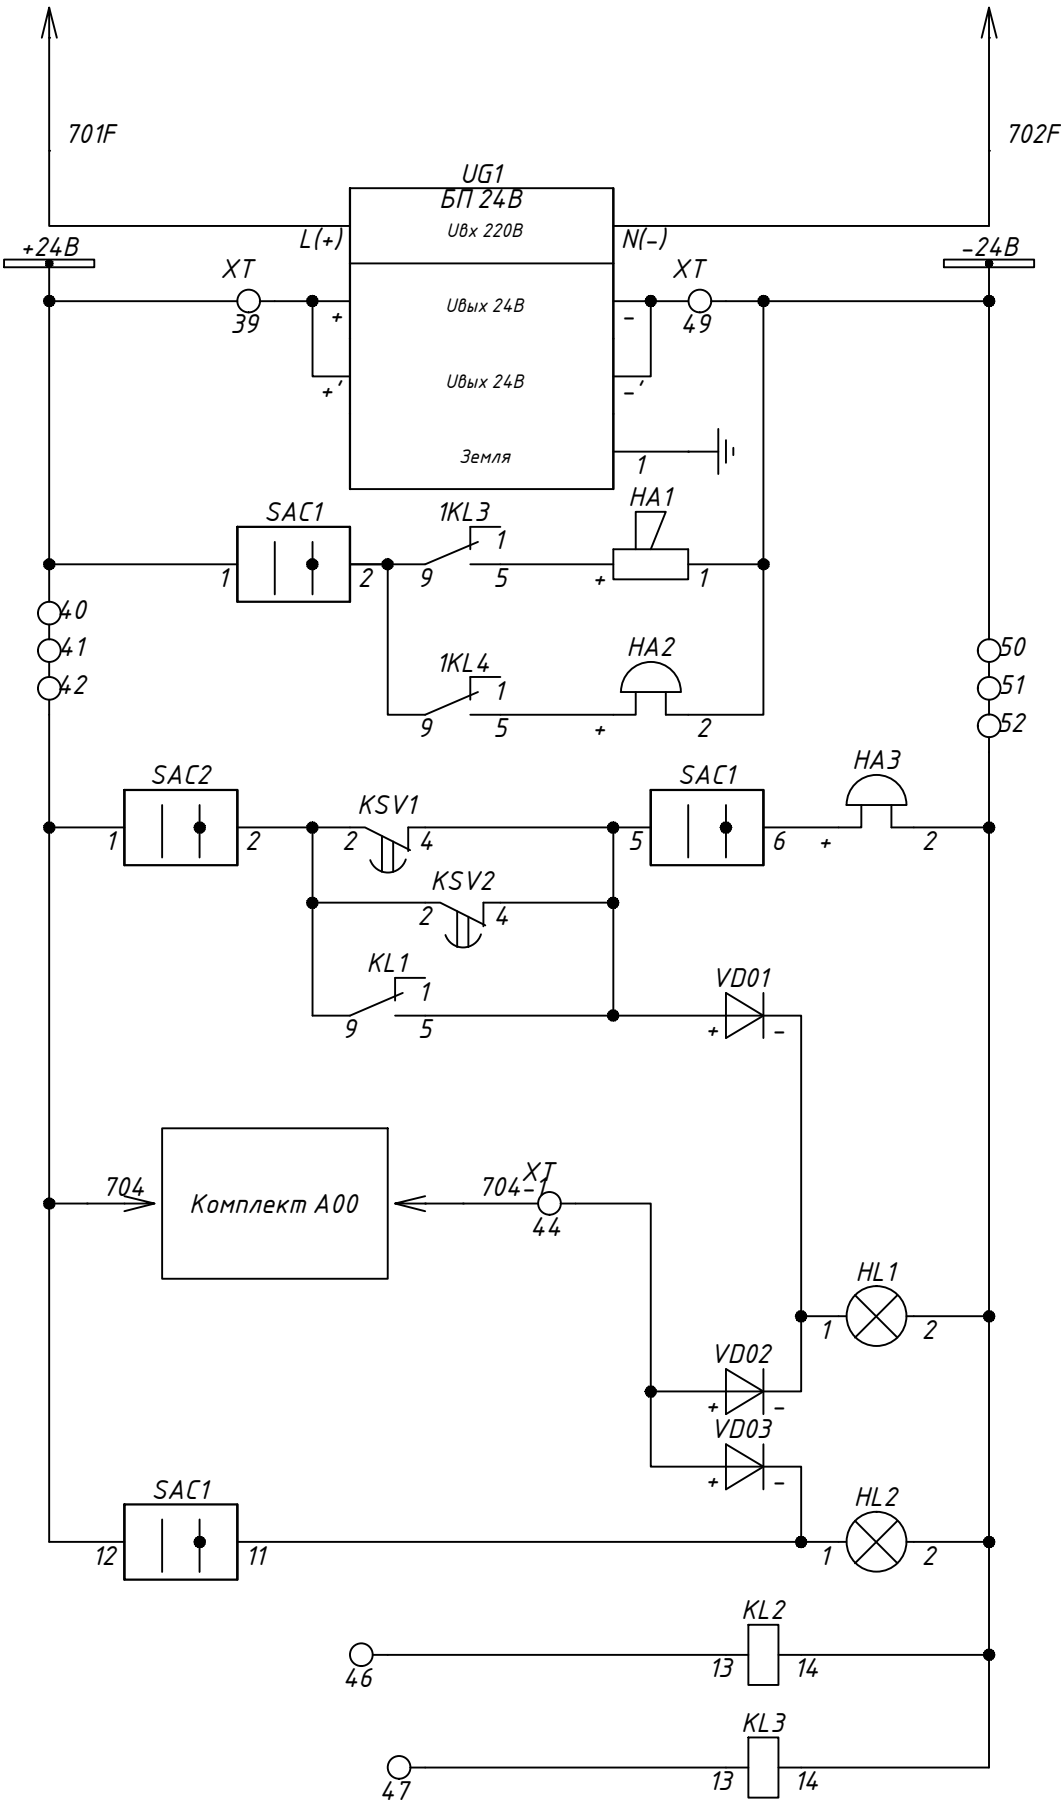 701F
702F
UG1
БП 24В
Uвх 220В
L(+)
N(-)
+24В
-24В
XT
XT
Uвых 24В
+
-
39
49
Uвых 24В
+'
-'
Земля
1
SAC1
1KL3
HA1
1
1
2
9
5
+
1
40
41
42
50
51
52
1KL4
HA2
1
9
5
+
2
SAC2
KSV1
SAC1
HA3
1
2
2
4
5
6
+
2
KSV2
2
4
KL1
1
9
5
VD01
+
-
704
Комплект А00
704-1
XT
44
HL1
1
2
VD02
+
-
VD03
+
-
SAC1
HL2
12
11
1
2
KL2
46
13
14
KL3
47
13
14